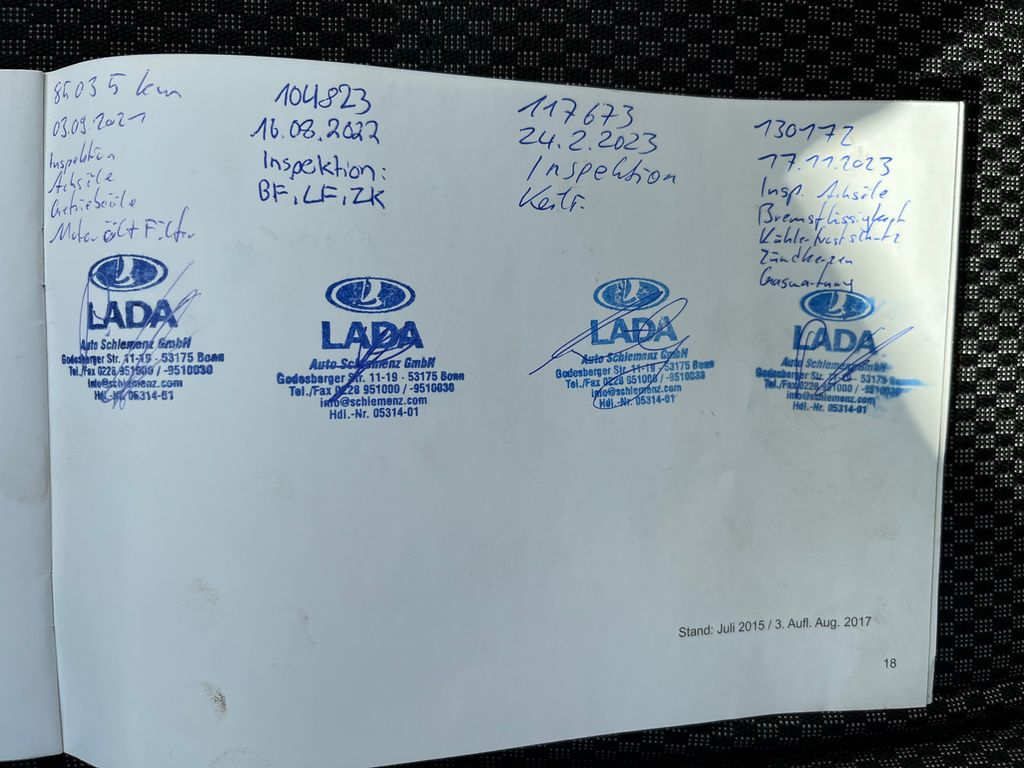 85035 km
03.09.2021
Inspektion
Achsöle
Getriebeöle
Motoröl+Filter
LADA
Auto Schiemenz GmbH
Godesberger Str. 11-19 · 53175 Bonn
Tel./Fax 0228 951000 / -9510030
info@schiemenz.com
Hdl.-Nr. 05314-01
104823
16.08.2022
Inspektion:
BF, LF, ZK
LADA
Auto Schiemenz GmbH
Godesberger Str. 11-19 · 53175 Bonn
Tel./Fax 0228 951000 / -9510030
info@schiemenz.com
Hdl.-Nr. 05314-01
117673
24.2.2023
Inspektion
LADA
Auto Schiemenz GmbH
Godesberger Str. 11-19 · 53175 Bonn
Tel./Fax 0228 951000 / -9510030
info@schiemenz.com
Hdl.-Nr. 05314-01
130172
17.11.2023
Insp. Achsöle
Bremsflüssigkeit
Kühlerfrostschutz
Zündkerzen
Gaswartung
LADA
Auto Schiemenz GmbH
Godesberger Str. 11-19 · 53175
Tel./Fax 0228 951000 / -9510030
info@schiemenz.com
Hdl.-Nr. 05314-01
Stand: Juli 2015 / 3. Aufl. Aug. 2017
18